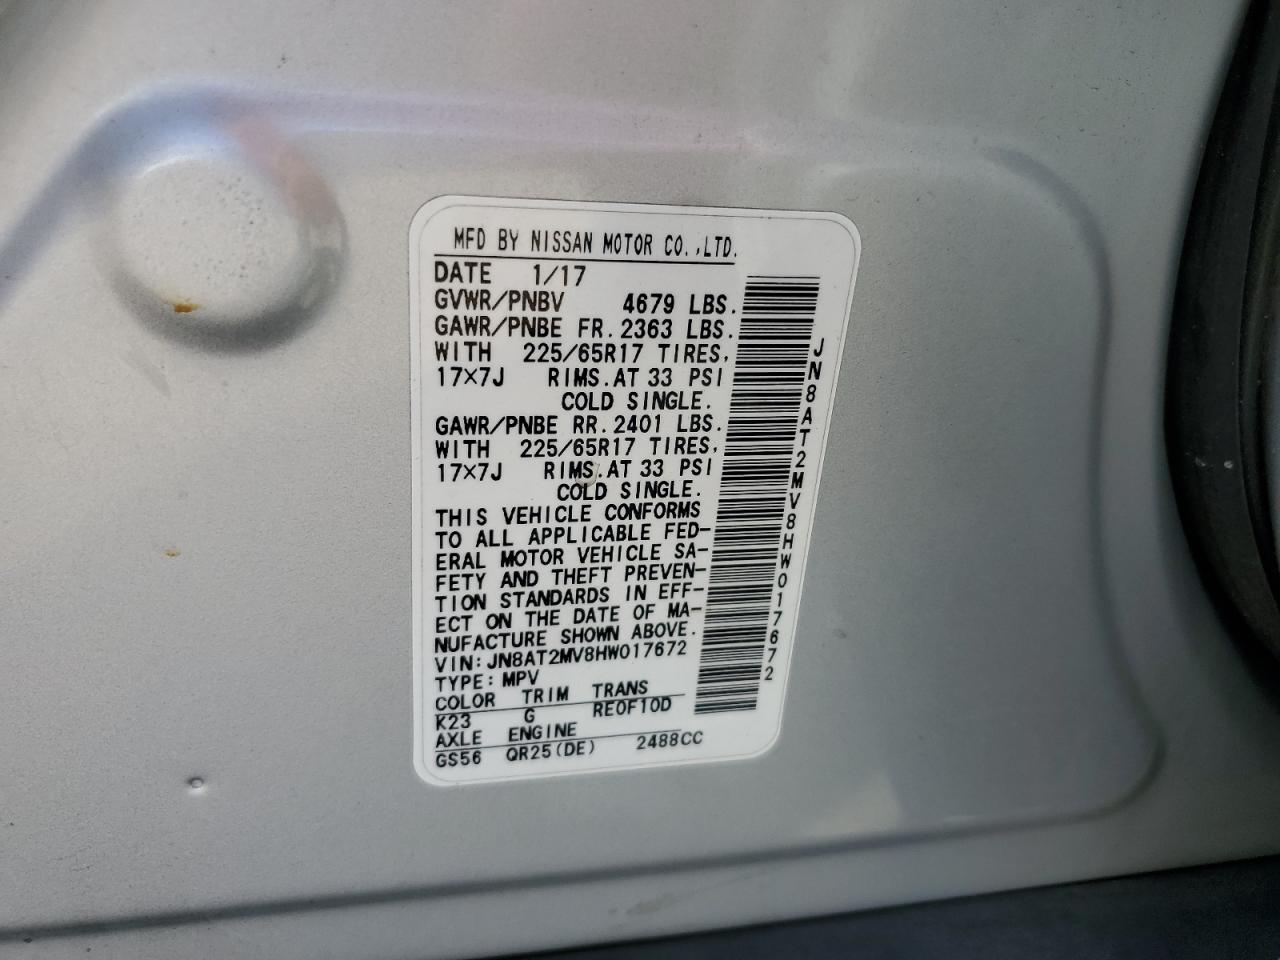 MFD BY NISSAN MOTOR CO.,LTD.
DATE 1/17
GVWR/PNBV 4679 LBS.
GAWR/PNBE FR.2363 LBS.
WITH 225/65R17 TIRES,
17×7J RIMS.AT 33 PSI
COLD SINGLE.
GAWR/PNBE RR.2401 LBS.
WITH 225/65R17 TIRES,
17×7J RIMS.AT 33 PSI
COLD SINGLE.
THIS VEHICLE CONFORMS
TO ALL APPLICABLE FED-
ERAL MOTOR VEHICLE SA-
FETY AND THEFT PREVEN-
TION STANDARDS IN EFF-
ECT ON THE DATE OF MA-
NUFACTURE SHOWN ABOVE.
VIN:JN8AT2MV8HW017672
TYPE:MPV
COLOR TRIM TRANS
K23 G RE0F10D
AXLE ENGINE
GS56 QR25(DE) 2488CC
JN8AT2MV8HW017672